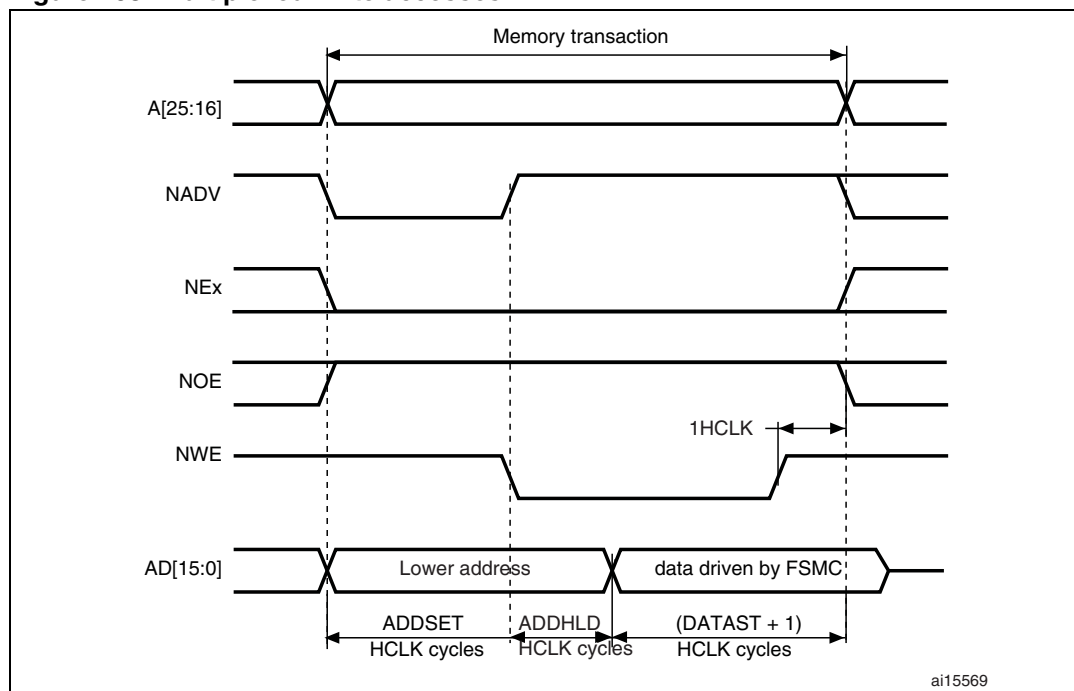 Memory transaction
A[25:16]
NADV
NEx
NOE
1HCLK
NWE
AD[15:0]
Lower address
data driven by FSMC
ADDSET
HCLK cycles
ADDHLD
HCLK cycles
(DATAST + 1)
HCLK cycles
ai15569